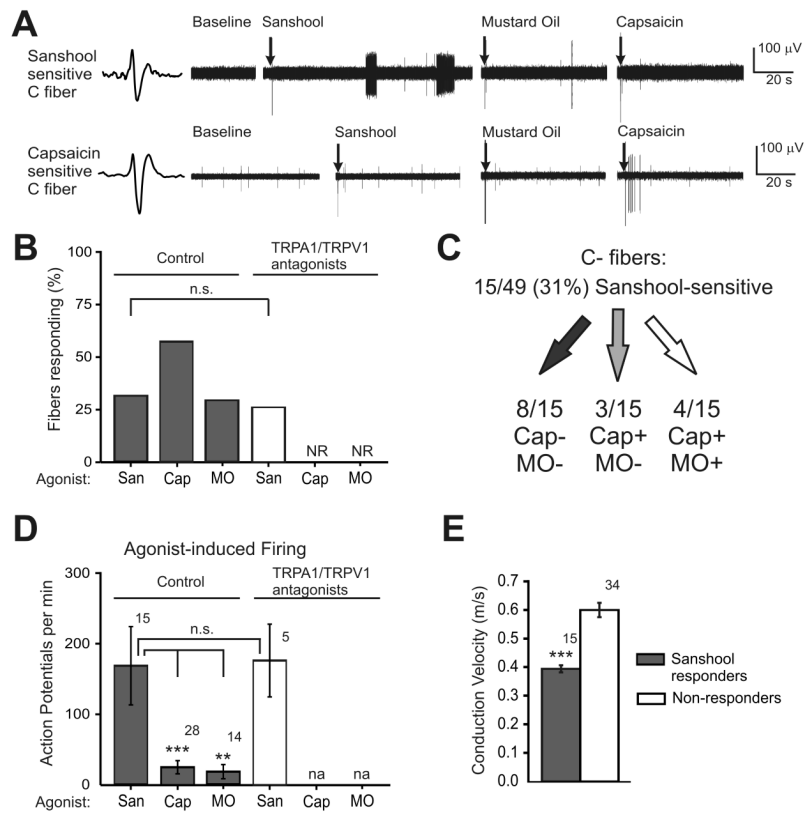 A
Baseline Sanshool Mustard Oil Capsaicin
Sanshool
sensitive
C fiber
100 µV
20 s
Baseline Sanshool Mustard Oil Capsaicin
Capsaicin
sensitive
C fiber
100 µV
20 s
B
Control
TRPA1/TRPV1
antagonists
n.s.
Fibers responding (%)
100
75
50
25
0
NR NR
Agonist: San Cap MO San Cap MO
C
C- fibers:
15/49 (31%) Sanshool-sensitive
8/15 3/15 4/15
Cap- Cap+ Cap+
MO- MO- MO+
D
Agonist-induced Firing
Control
TRPA1/TRPV1
antagonists
Action Potentials per min
300
200
100
0
15
n.s.
5
28
14
***
**
na na
Agonist: San Cap MO San Cap MO
E
Conduction Velocity (m/s)
0.7
0.6
0.5
0.4
0.3
0.2
0.1
0.0
34
15
***
Sanshool
responders
Non-responders